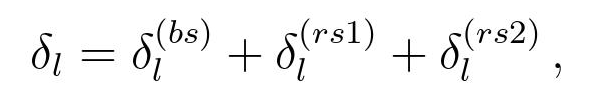 δ_l = δ_l^{(bs)} + δ_l^{(rs1)} + δ_l^{(rs2)} ,